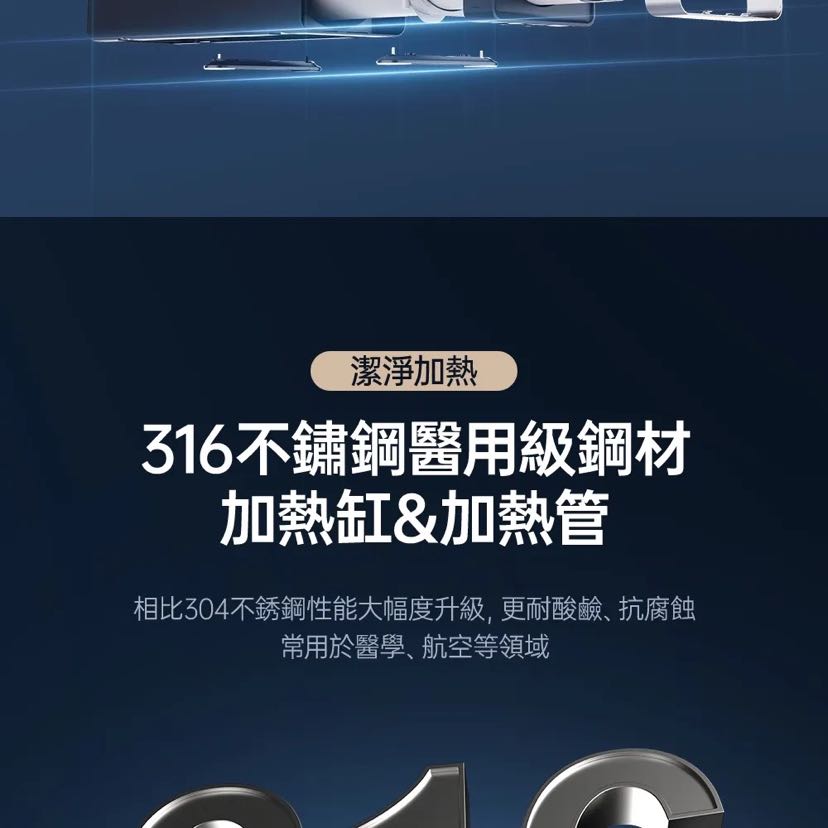 潔淨加熱
316不鏽鋼醫用級鋼材
加熱缸&加熱管
相比304不銹鋼性能大幅度升級, 更耐酸鹼、抗腐蝕
常用於醫學、航空等領域
316